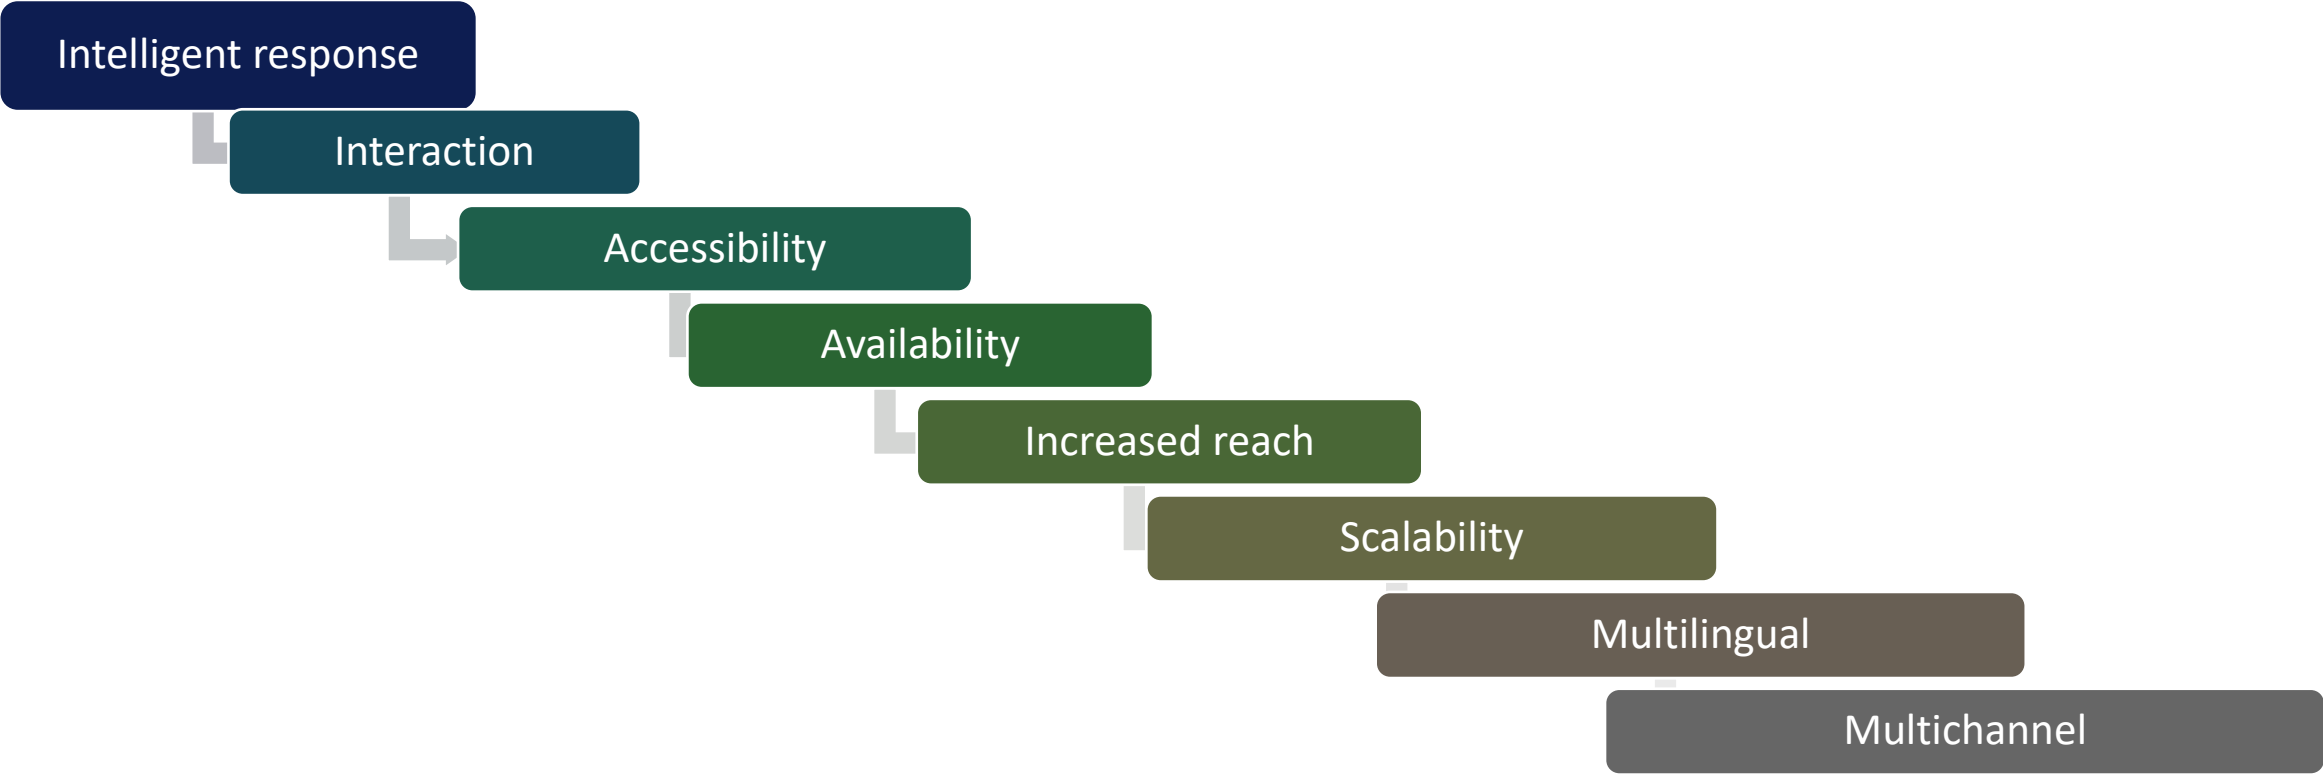 Intelligent response
Interaction
Accessibility
Availability
Increased reach
Scalability
Multilingual
Multichannel